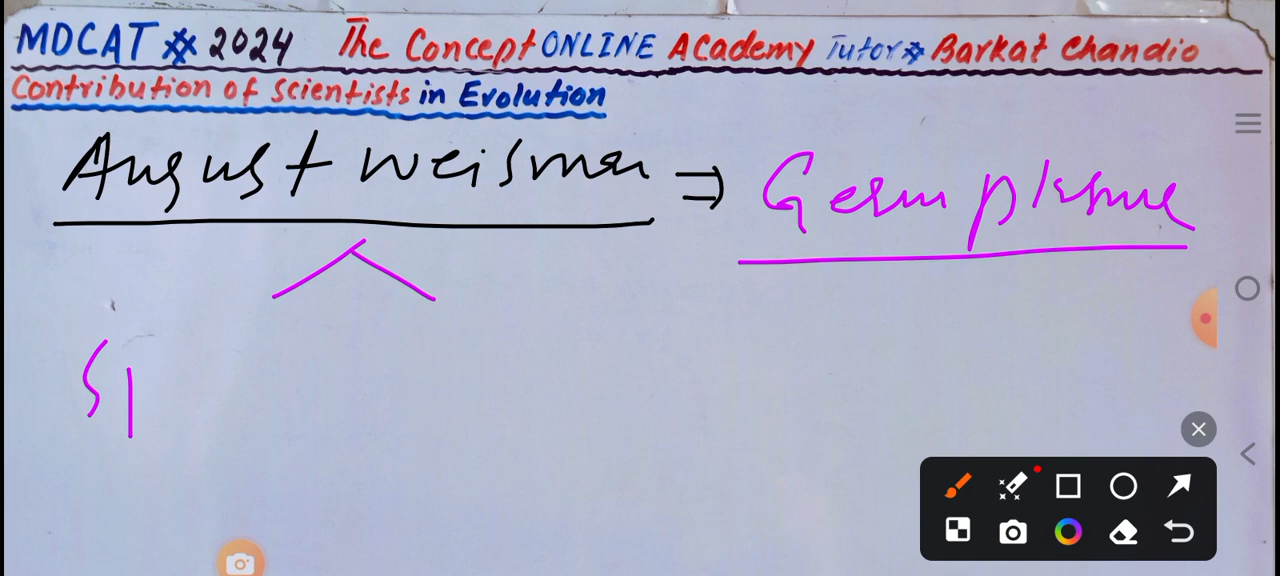 MDCAT # 2024 The Concept ONLINE Academy Tutor# Barkat Chandio
Contribution of scientists in Evolution
August weisman ⇒ Germ plasme